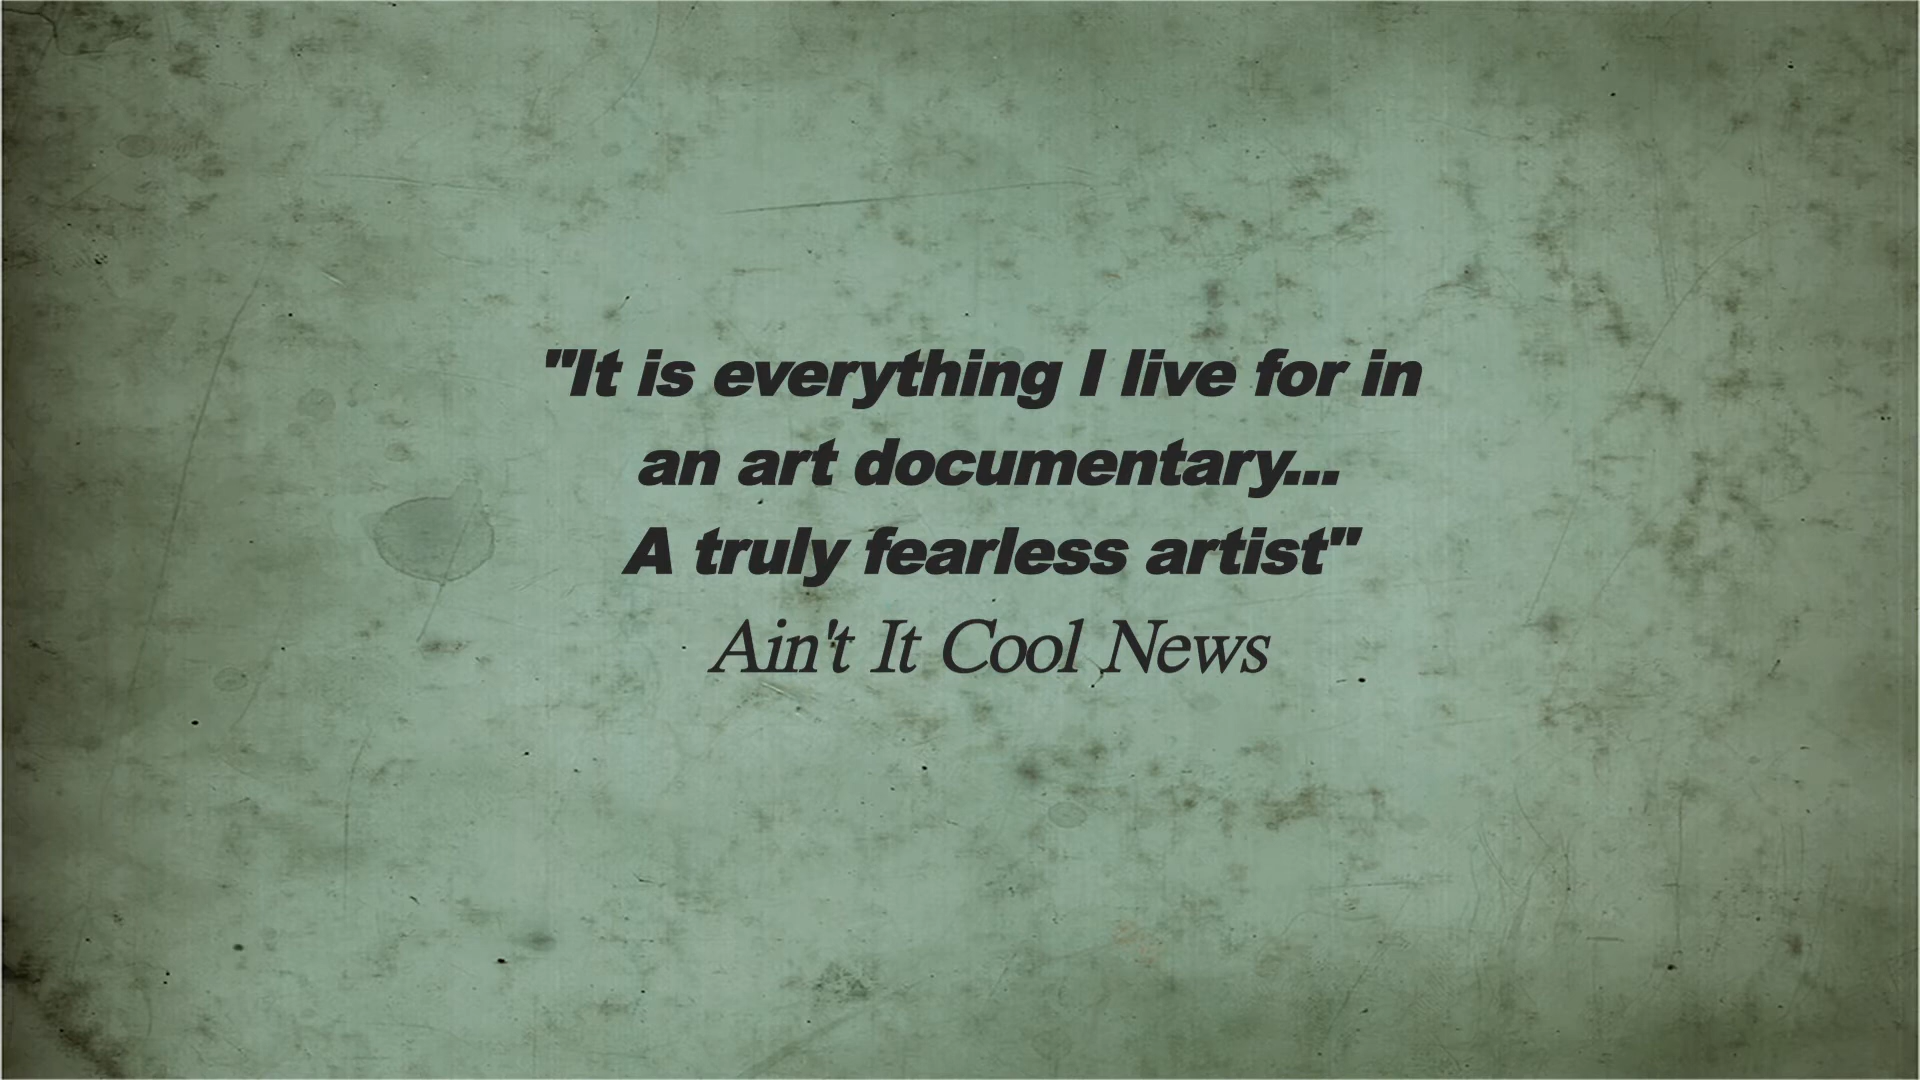 "It is everything I live for in
an art documentary...
A truly fearless artist"
Ain't It Cool News